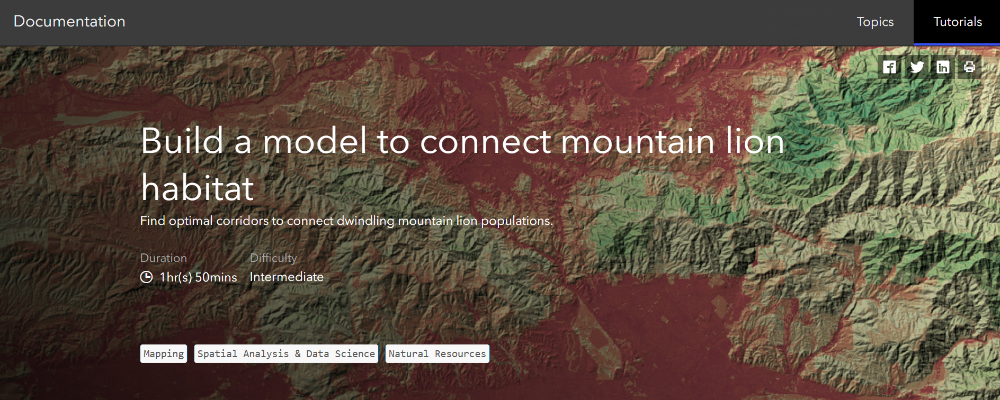 Documentation
Topics
Tutorials
Build a model to connect mountain lion
habitat
Find optimal corridors to connect dwindling mountain lion populations.
Duration
Difficulty
1hr(s) 50mins
Intermediate
Mapping
Spatial Analysis & Data Science
Natural Resources